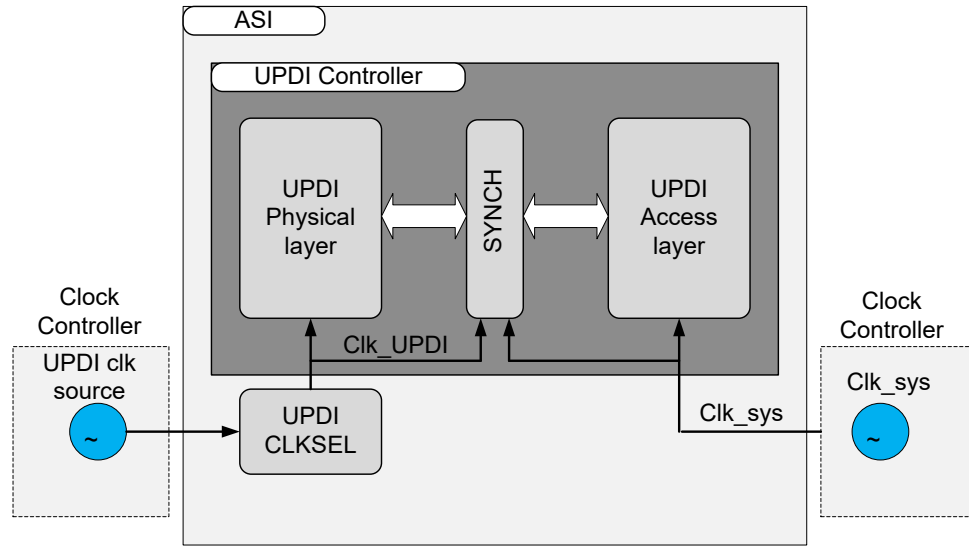 ASI
UPDI Controller
UPDI
Physical
layer
SYNCH
UPDI
Access
layer
Clock
Controller
UPDI clk
source
~
Clk_UPDI
UPDI
CLKSEL
Clk_sys
Clock
Controller
Clk_sys
~